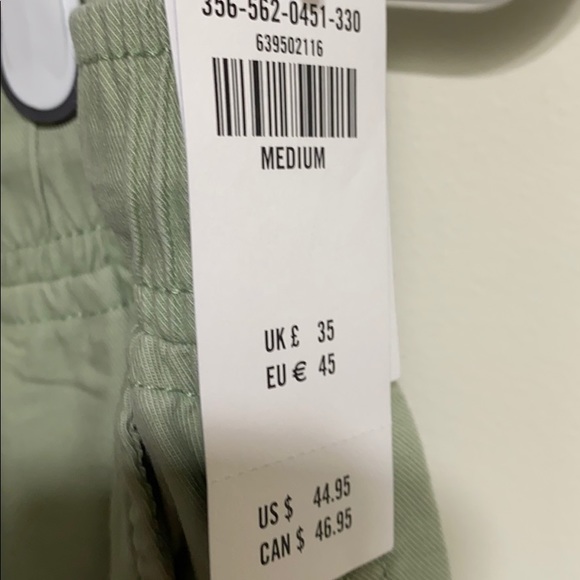 356-562-0451-330
639502116
MEDIUM
UK £ 35
EU € 45
US $ 44.95
CAN $ 46.95